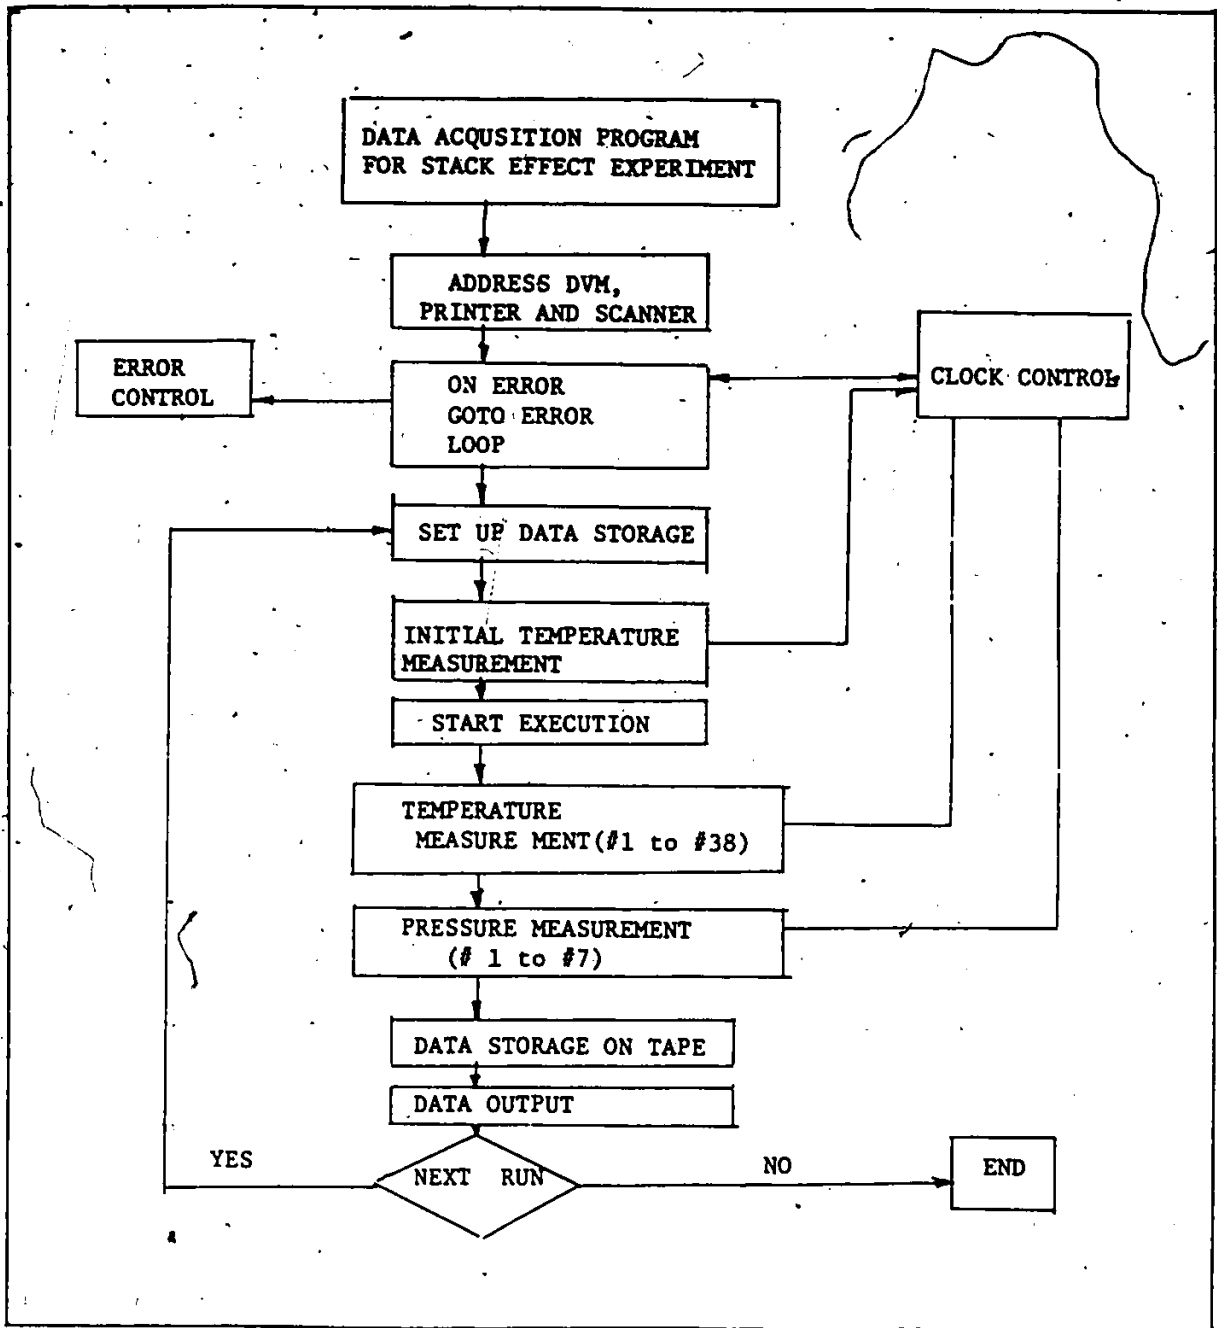 DATA ACQUSITION PROGRAM
FOR STACK EFFECT EXPERIMENT
ADDRESS DVM,
PRINTER AND SCANNER
ERROR
CONTROL
ON ERROR
GOTO ERROR
LOOP
CLOCK CONTROL
SET UP DATA STORAGE
INITIAL TEMPERATURE
MEASUREMENT
START EXECUTION
TEMPERATURE
MEASURE MENT(#1 to #38)
PRESSURE MEASUREMENT
(# 1 to #7)
DATA STORAGE ON TAPE
DATA OUTPUT
YES
NEXT RUN
NO
END